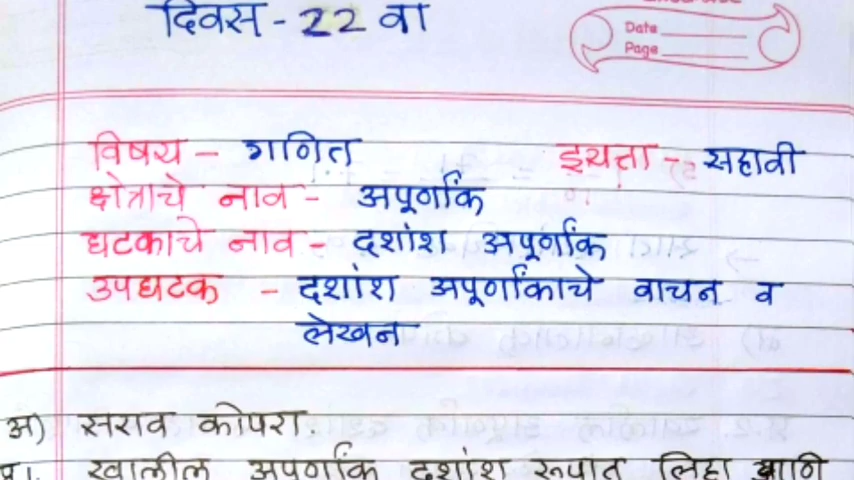 दिवस - 22 वा
Date
Page
विषय - गणित इयत्ता - सहावी
क्षेत्राचे नाव - अपूर्णांक
घटकाचे नाव - दशांश अपूर्णांक
उपघटक - दशांश अपूर्णांकाचे वाचन व
लेखन
अ) सराव कोपरा
खालील अपूर्णांक दशांश रूपात लिहा आणि